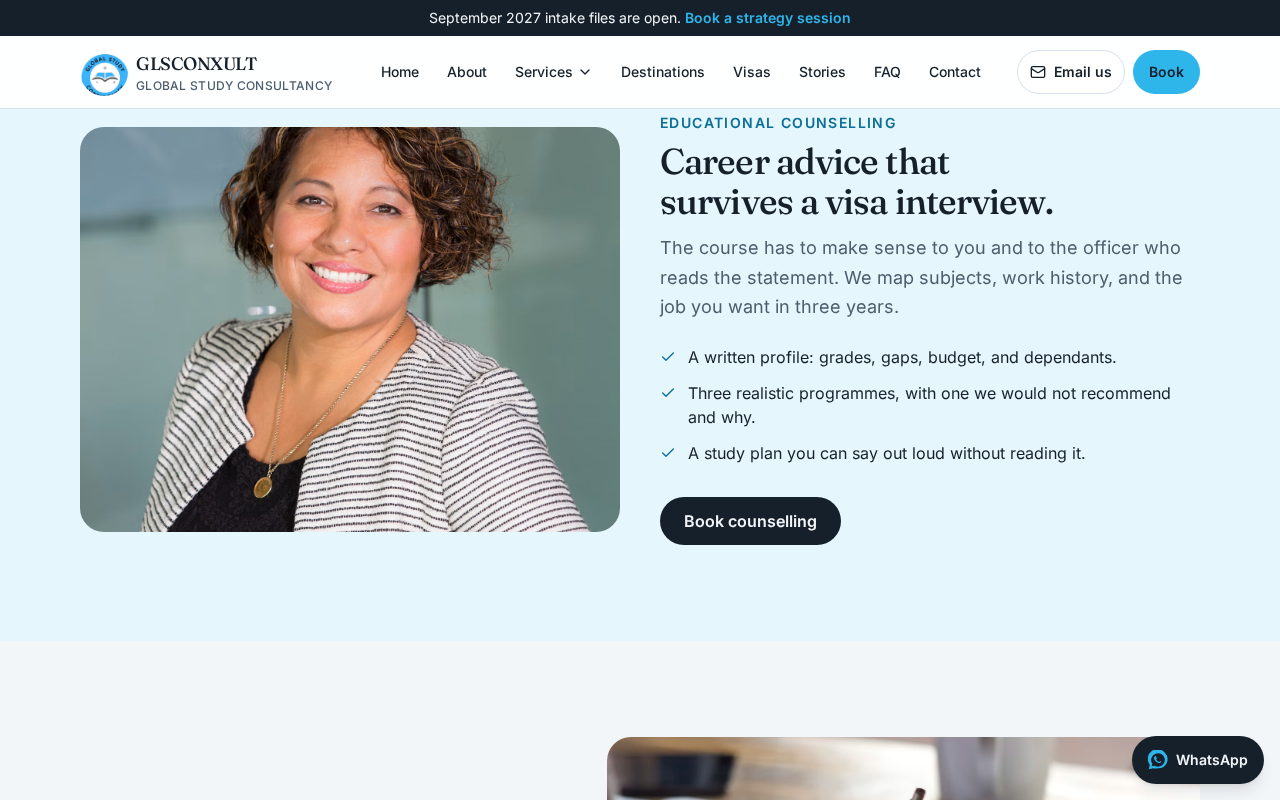 September 2027 intake files are open. Book a strategy session
GLOBAL STUDY
GLSCONXULT
GLOBAL STUDY CONSULTANCY
Home
About
Services
Destinations
Visas
Stories
FAQ
Contact
Email us
Book
EDUCATIONAL COUNSELLING
Career advice that
survives a visa interview.
The course has to make sense to you and to the officer who
reads the statement. We map subjects, work history, and the
job you want in three years.
A written profile: grades, gaps, budget, and dependants.
Three realistic programmes, with one we would not recommend
and why.
A study plan you can say out loud without reading it.
Book counselling
WhatsApp